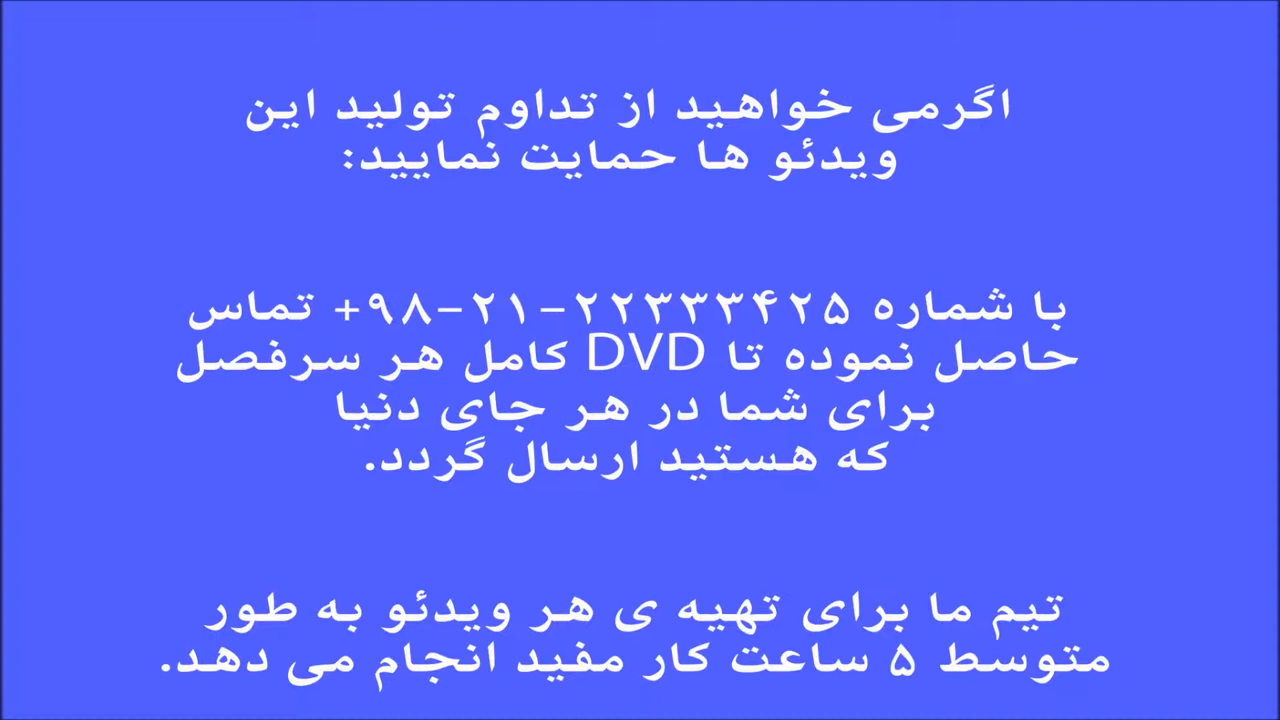 اگرمی خواهید از تداوم تولید این
ویدئو ها حمایت نمایید:
با شماره ۲۲۳۳۳۴۲۵-۲۱-۹۸+ تماس
حاصل نموده تا DVD کامل هر سرفصل
برای شما در هر جای دنیا
که هستید ارسال گردد.
تیم ما برای تهیه ی هر ویدئو به طور
متوسط ۵ ساعت کار مفید انجام می دهد.